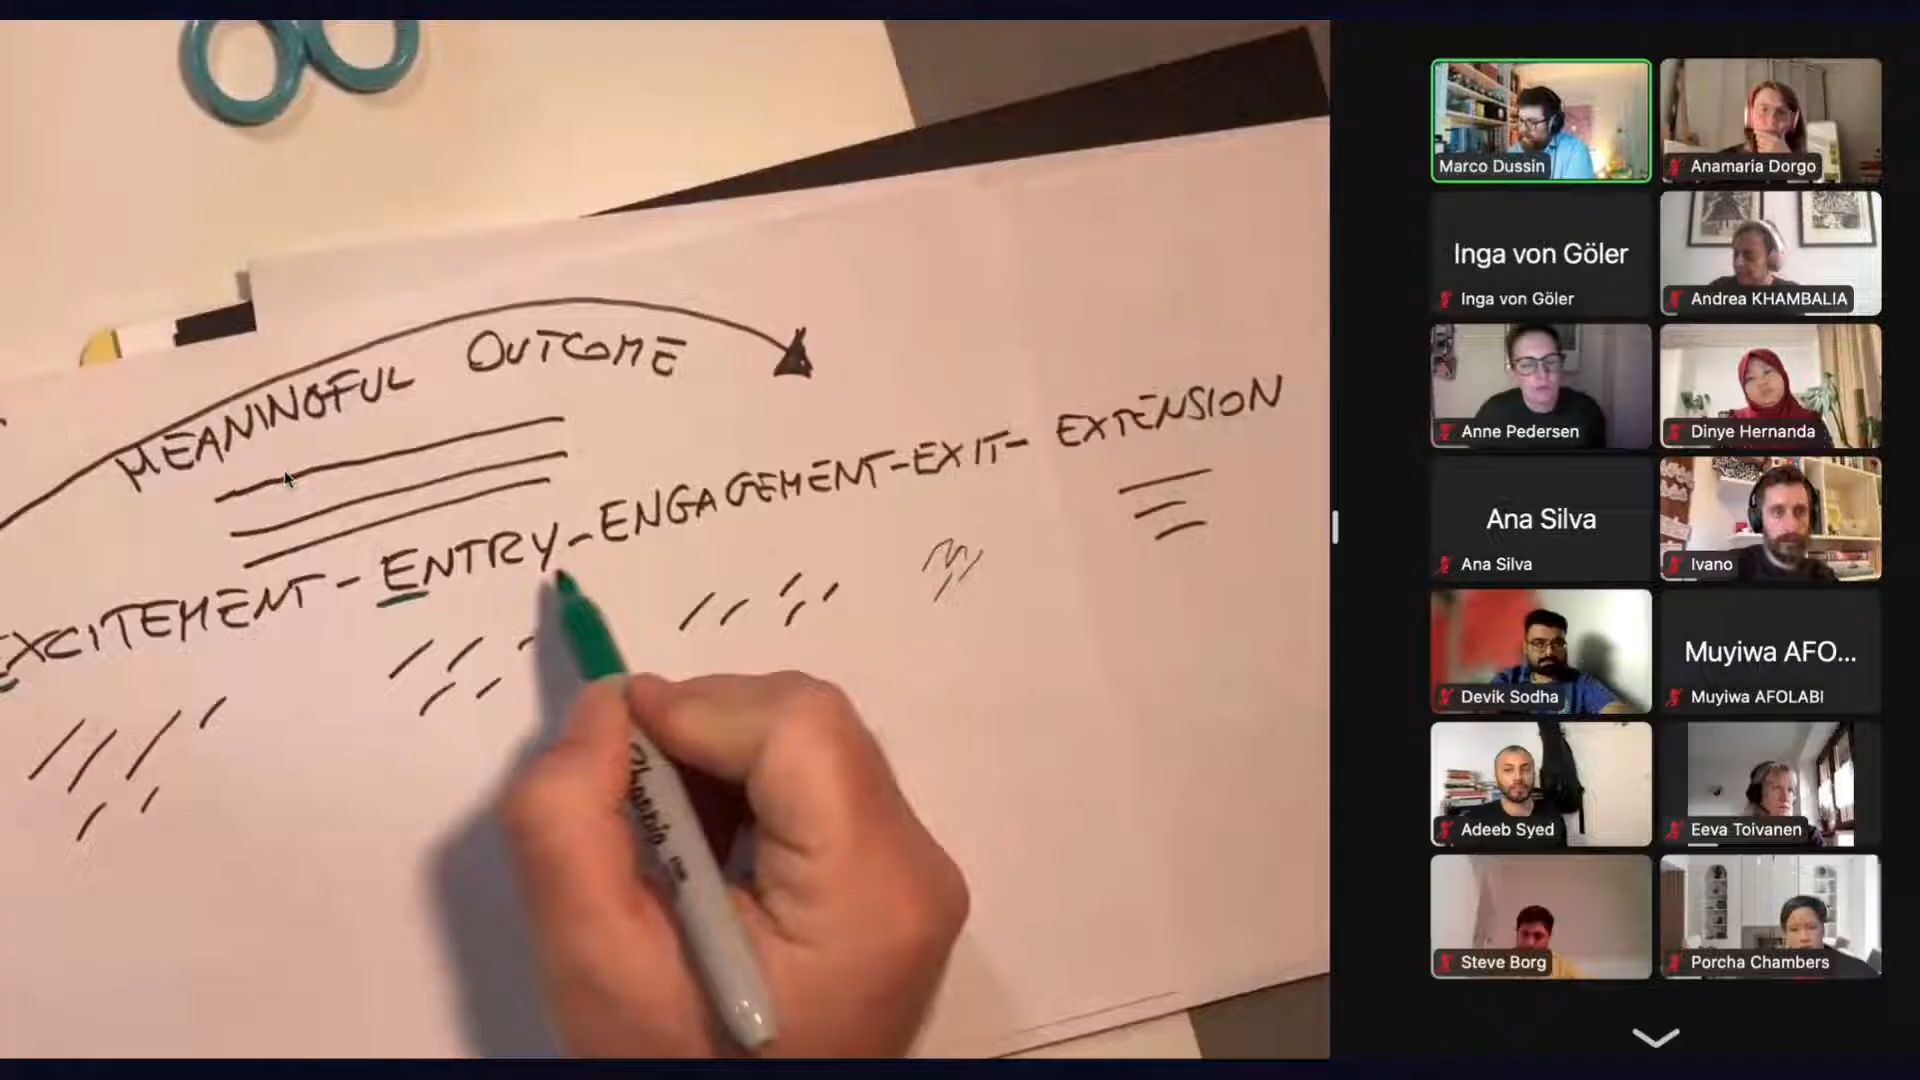 MEANINGFUL OUTCOME
EXCITEMENT - ENTRY - ENGAGEMENT - EXIT - EXTENSION
Sharpie
Marco Dussin
Anamaria Dorgo
Inga von Göler
Inga von Göler
Andrea KHAMBALIA
Anne Pedersen
Dinye Hernanda
Ana Silva
Ana Silva
Ivano
Devik Sodha
Muyiwa AFO...
Muyiwa AFOLABI
Adeeb Syed
Eeva Toivanen
Steve Borg
Porcha Chambers